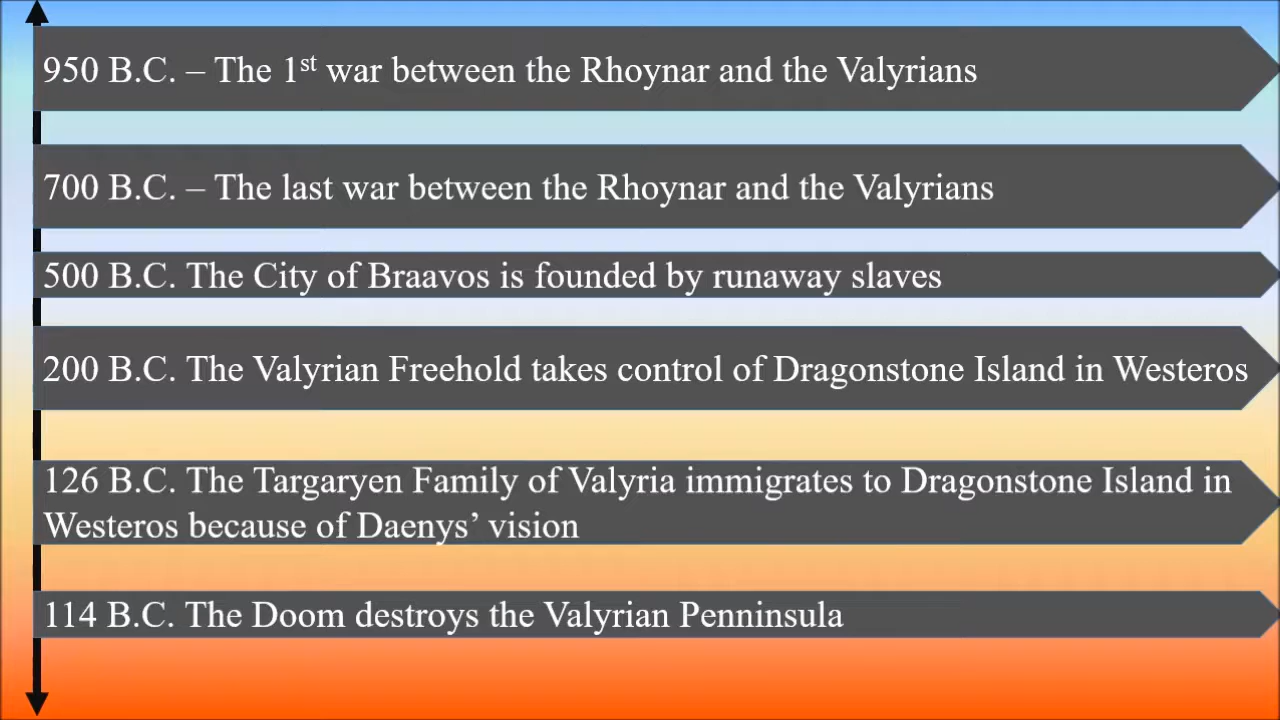 950 B.C. – The 1st war between the Rhoynar and the Valyrians
700 B.C. – The last war between the Rhoynar and the Valyrians
500 B.C. The City of Braavos is founded by runaway slaves
200 B.C. The Valyrian Freehold takes control of Dragonstone Island in Westeros
126 B.C. The Targaryen Family of Valyria immigrates to Dragonstone Island in
Westeros because of Daenys’ vision
114 B.C. The Doom destroys the Valyrian Penninsula